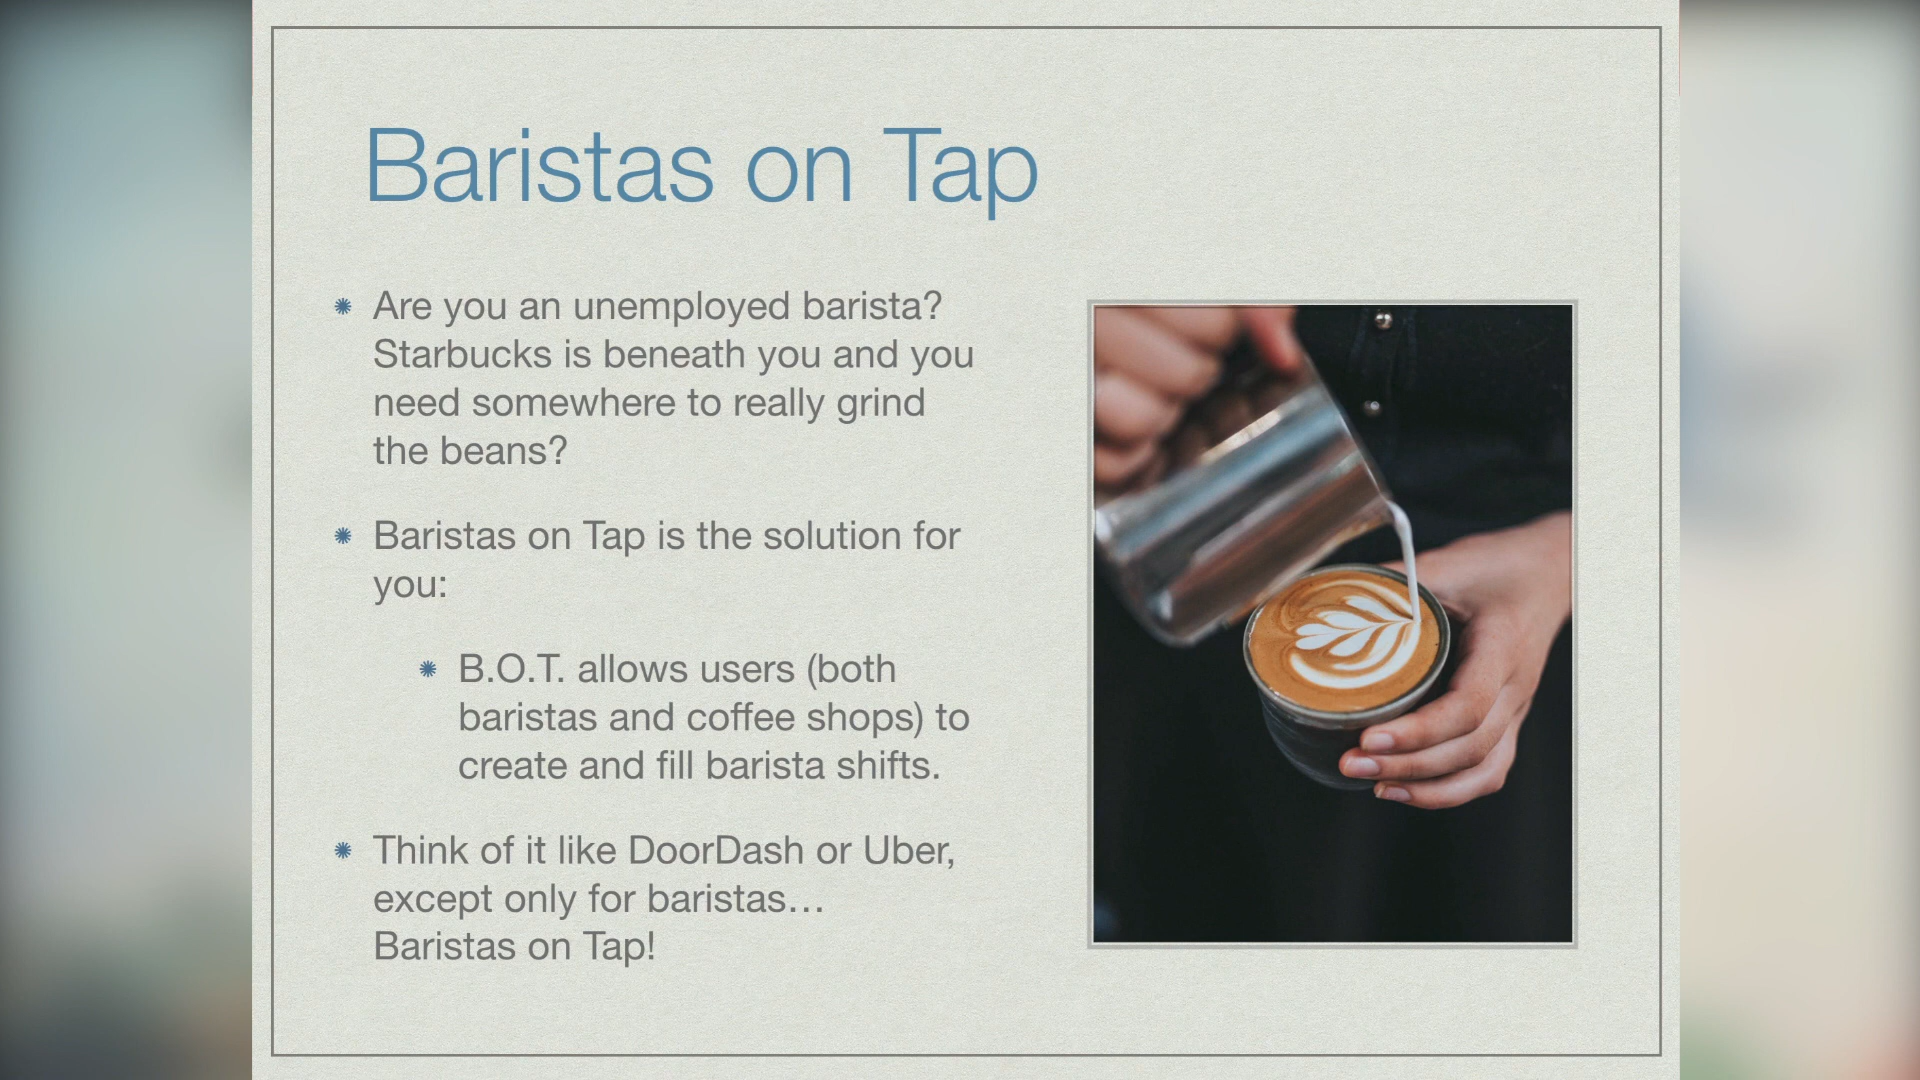 Baristas on Tap
Are you an unemployed barista?
Starbucks is beneath you and you
need somewhere to really grind
the beans?
Baristas on Tap is the solution for
you:
B.O.T. allows users (both
baristas and coffee shops) to
create and fill barista shifts.
Think of it like DoorDash or Uber,
except only for baristas…
Baristas on Tap!